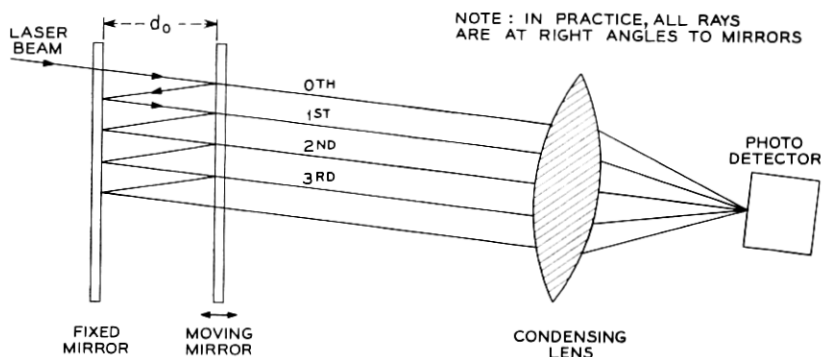 d₀
NOTE : IN PRACTICE, ALL RAYS
ARE AT RIGHT ANGLES TO MIRRORS
LASER
BEAM
0TH
1ST
2ND
3RD
PHOTO
DETECTOR
FIXED
MIRROR
MOVING
MIRROR
CONDENSING
LENS